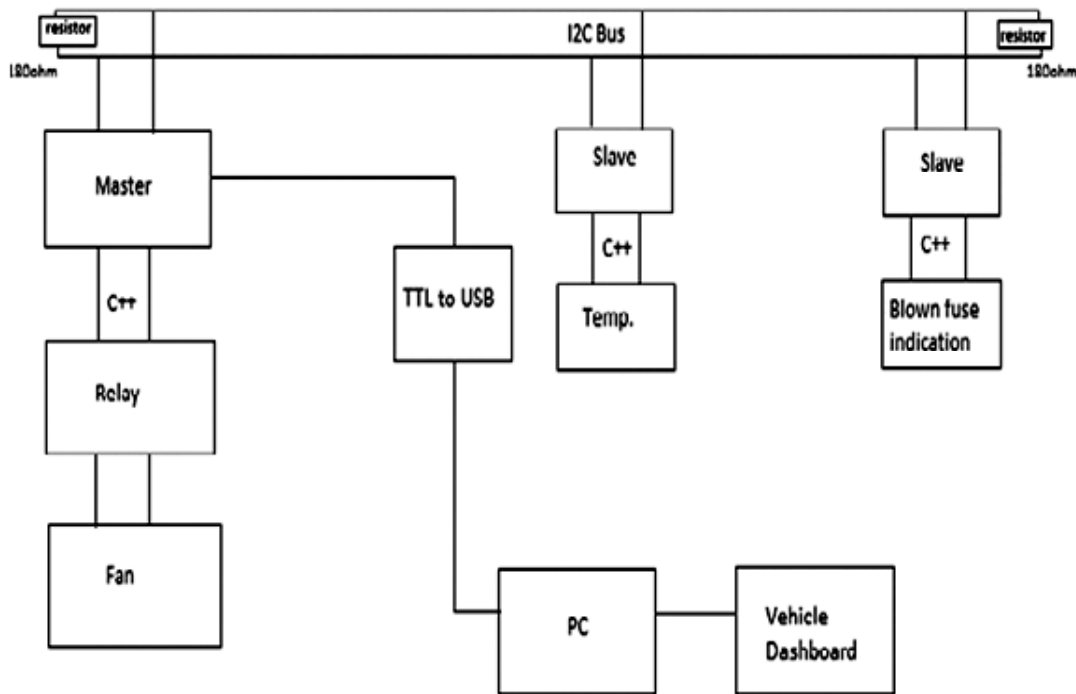 resistor
I2C Bus
resistor
180ohm
180ohm
Master
Slave
Slave
C++
C++
C++
TTL to USB
Temp.
Blown fuse
indication
Relay
Fan
PC
Vehicle
Dashboard